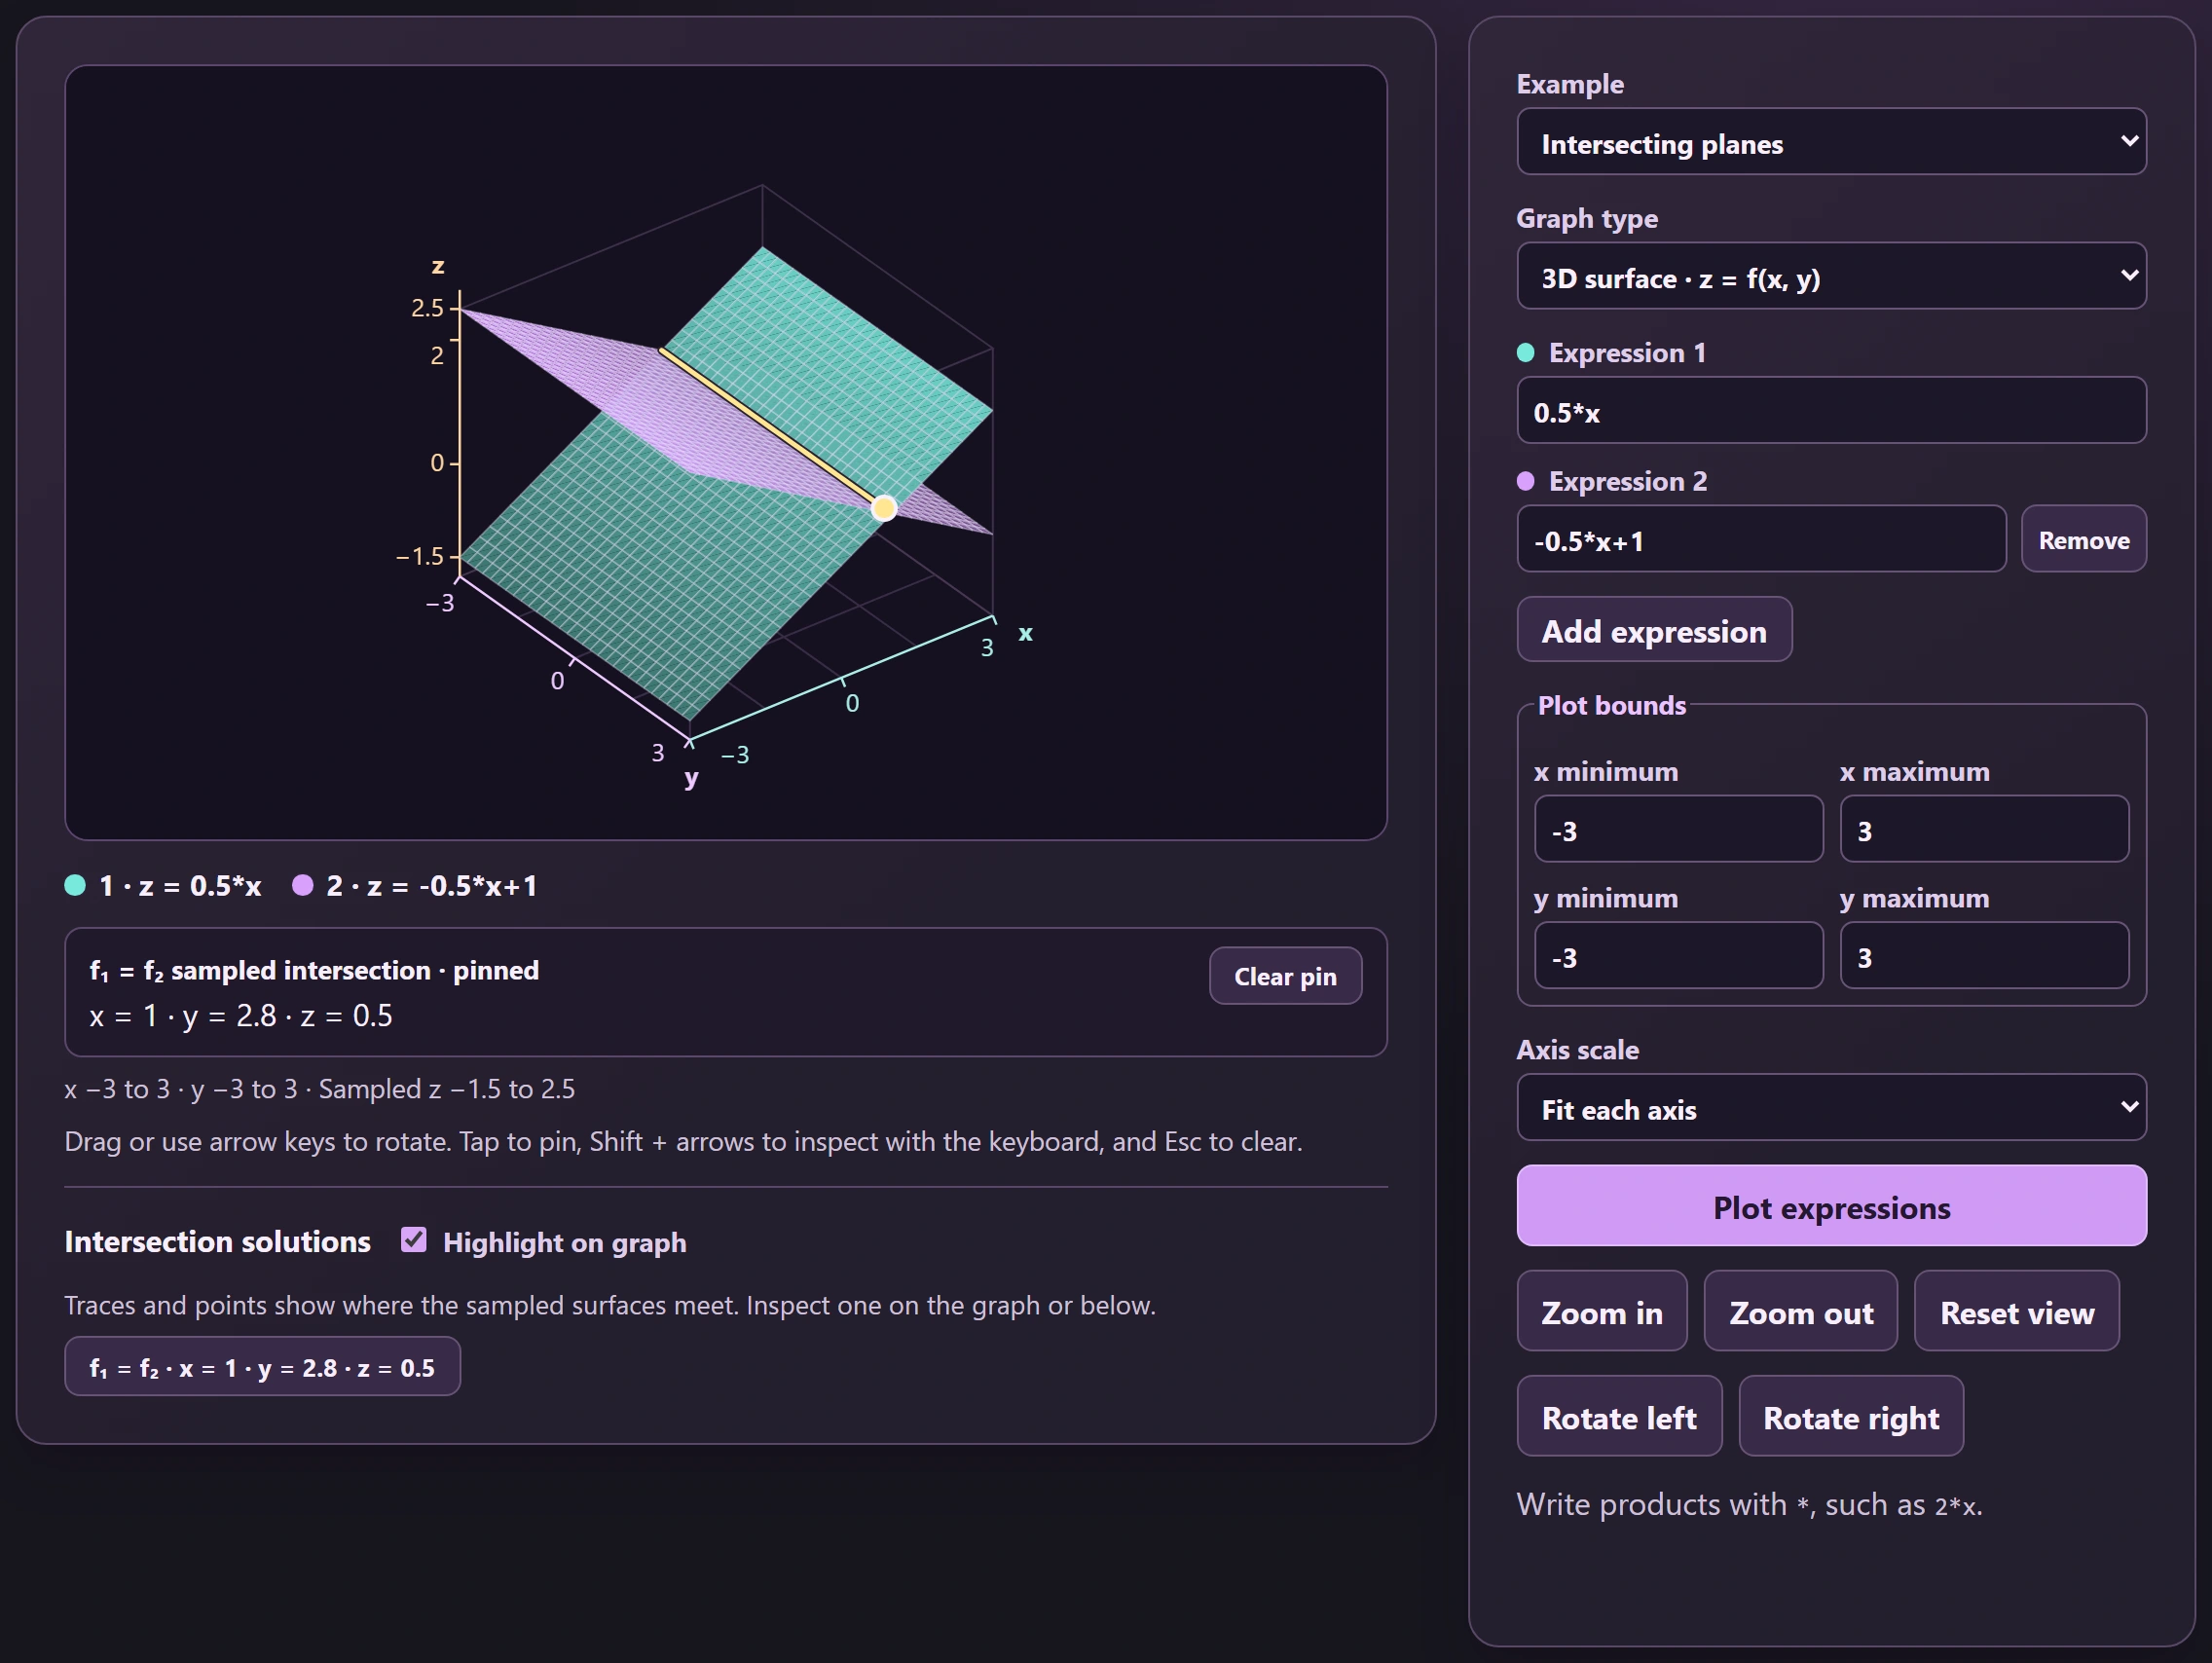 z
2.5
2
0
−1.5
−3
0
3
y
−3
0
3
x
1 · z = 0.5*x
2 · z = -0.5*x+1
f₁ = f₂ sampled intersection · pinned
x = 1 · y = 2.8 · z = 0.5
Clear pin
x −3 to 3 · y −3 to 3 · Sampled z −1.5 to 2.5
Drag or use arrow keys to rotate. Tap to pin, Shift + arrows to inspect with the keyboard, and Esc to clear.
Intersection solutions
Highlight on graph
Traces and points show where the sampled surfaces meet. Inspect one on the graph or below.
f₁ = f₂ · x = 1 · y = 2.8 · z = 0.5
Example
Intersecting planes
Graph type
3D surface · z = f(x, y)
Expression 1
0.5*x
Expression 2
-0.5*x+1
Remove
Add expression
Plot bounds
x minimum
x maximum
-3
3
y minimum
y maximum
-3
3
Axis scale
Fit each axis
Plot expressions
Zoom in
Zoom out
Reset view
Rotate left
Rotate right
Write products with *, such as 2*x.